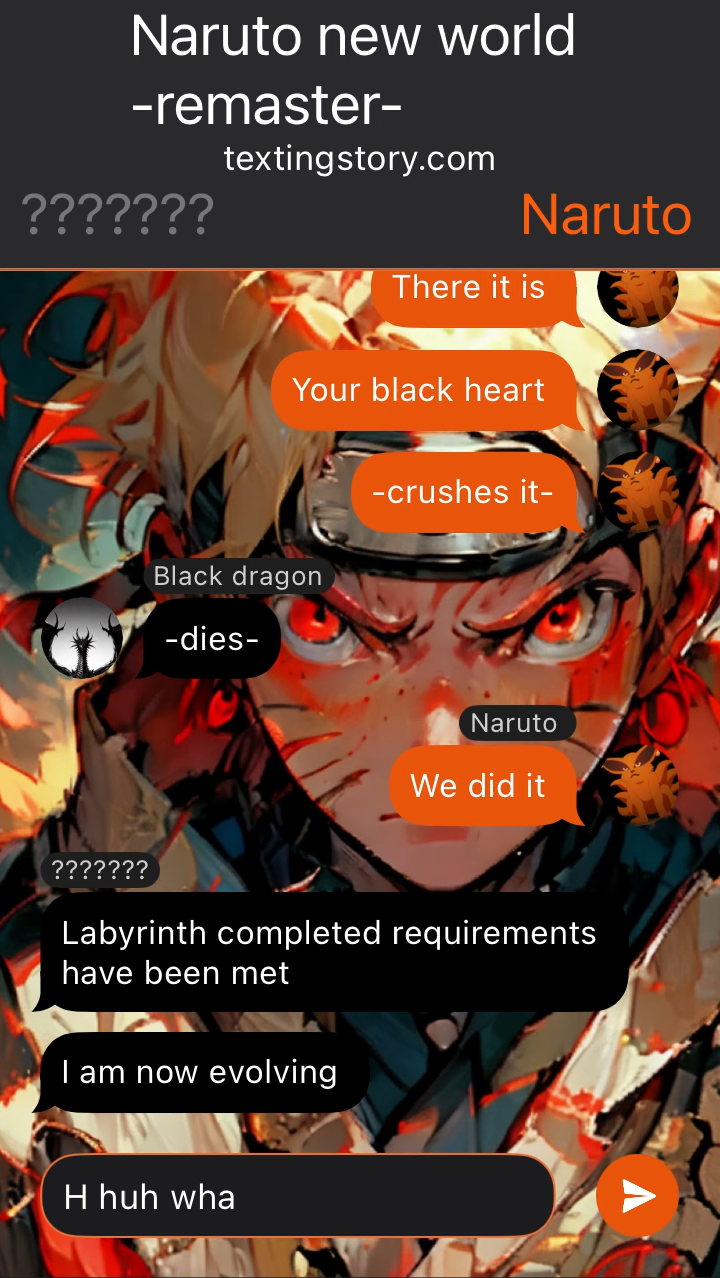 Naruto new world
-remaster-
textingstory.com
??????? Naruto
There it is
Your black heart
-crushes it-
Black dragon
-dies-
Naruto
We did it
???????
Labyrinth completed requirements
have been met
I am now evolving
H huh wha